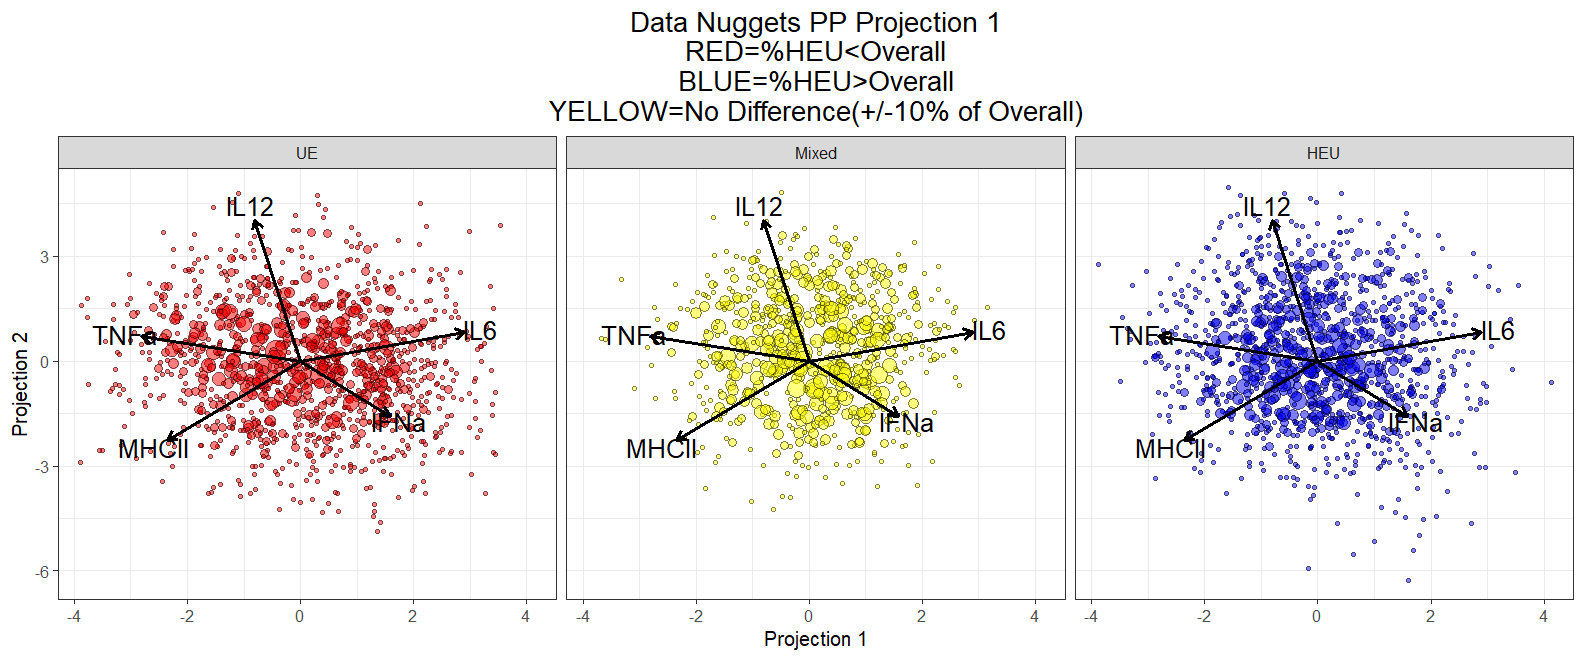 Data Nuggets PP Projection 1
RED=%HEU<Overall
BLUE=%HEU>Overall
YELLOW=No Difference(+/-10% of Overall)
UE
Mixed
HEU
IL12
TNFa
IL6
IFNa
MHCII
IL12
TNFa
IL6
IFNa
MHCII
IL12
TNFa
IL6
IFNa
MHCII
Projection 2
3
0
-3
-6
-4 -2 0 2 4
-4 -2 0 2 4
-4 -2 0 2 4
Projection 1